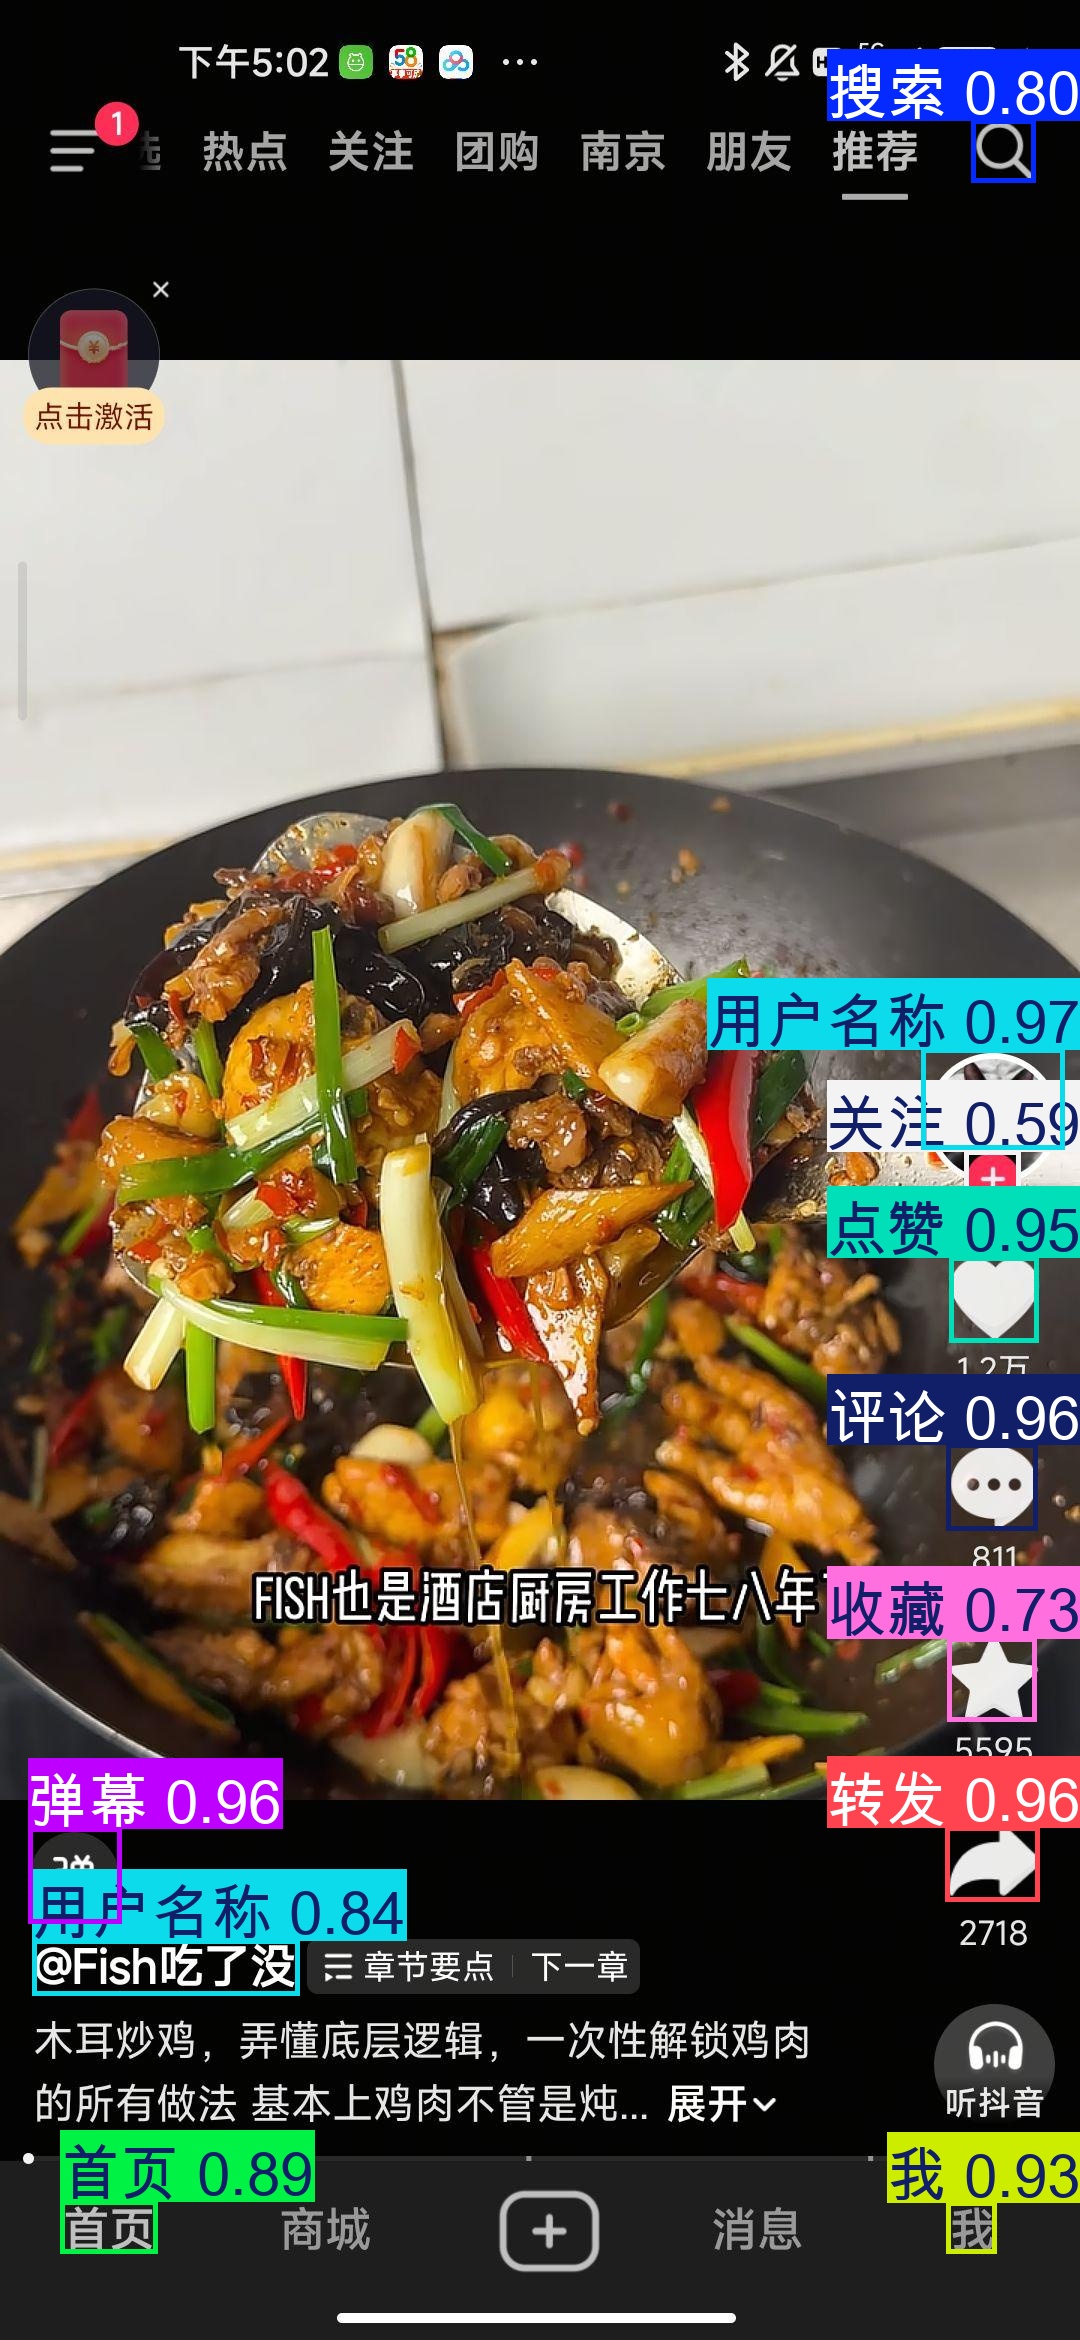 下午5:02
搜索 0.80
1
热点 关注 团购 南京 朋友 推荐
点击激活
用户名称 0.97
关注 0.59
点赞 0.95
1.2万
评论 0.96
811
FISH也是酒店厨房工作七八年
收藏 0.73
5595
弹幕 0.96
转发 0.96
用户名称 0.84
2718
@Fish吃了没 章节要点 下一章
木耳炒鸡，弄懂底层逻辑，一次性解锁鸡肉
的所有做法 基本上鸡肉不管是炖... 展开
听抖音
首页 0.89
我 0.93
首页 商城 消息 我